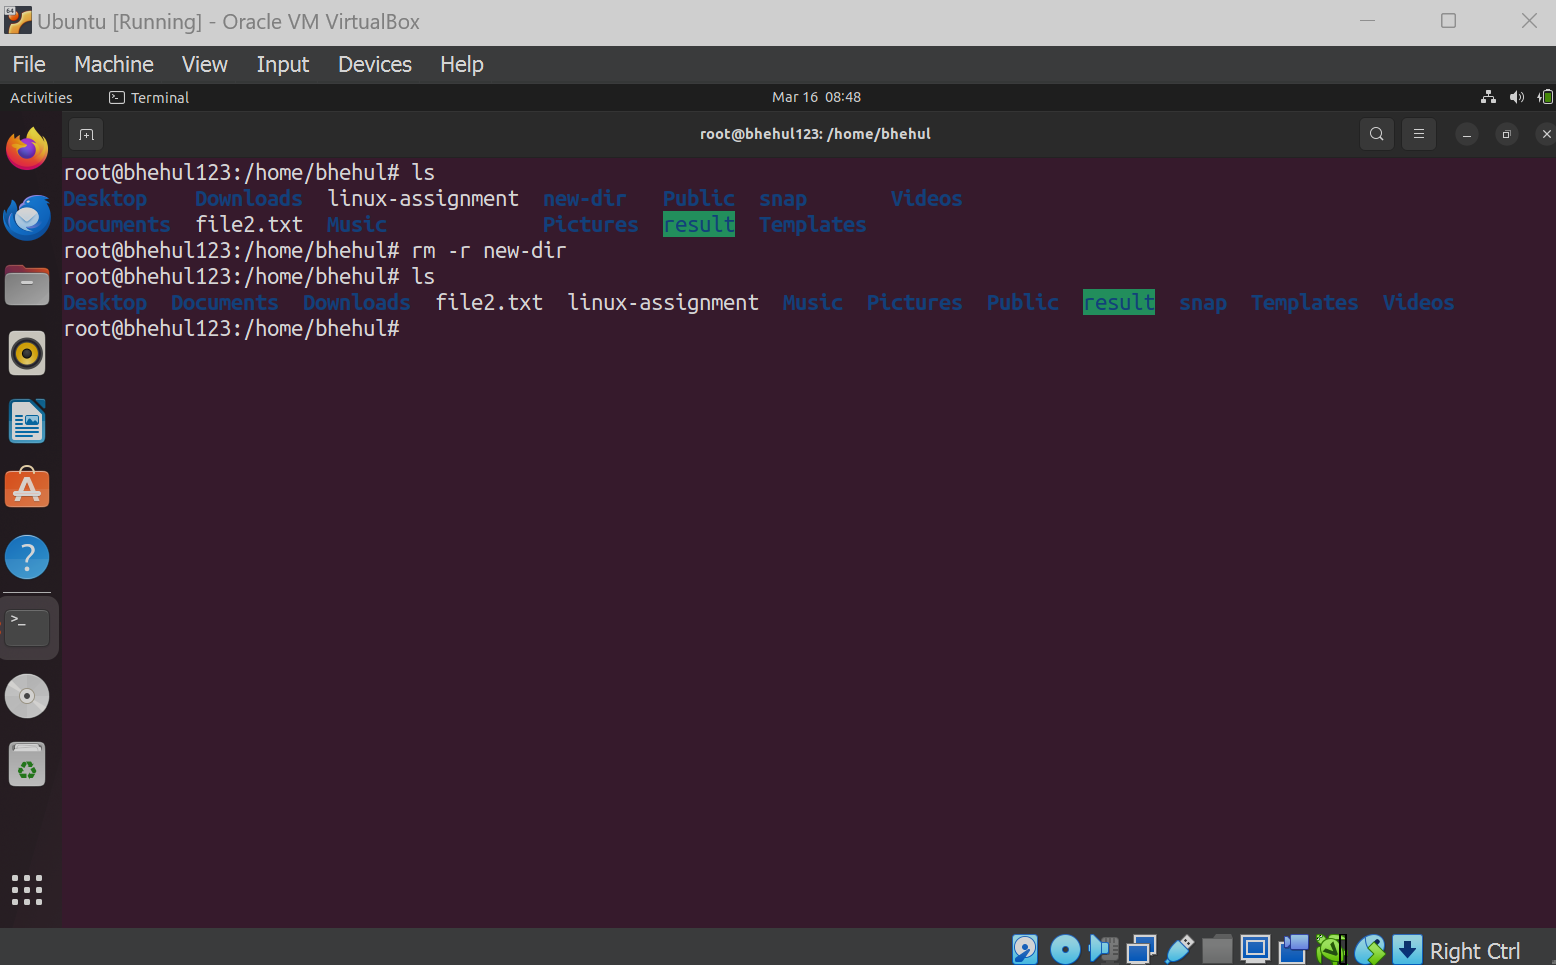 Ubuntu [Running] - Oracle VM VirtualBox
File Machine View Input Devices Help
Activities Terminal Mar 16 08:48
root@bhehul123: /home/bhehul
root@bhehul123:/home/bhehul# ls
Desktop Downloads linux-assignment new-dir Public snap Videos
Documents file2.txt Music Pictures result Templates
root@bhehul123:/home/bhehul# rm -r new-dir
root@bhehul123:/home/bhehul# ls
Desktop Documents Downloads file2.txt linux-assignment Music Pictures Public result snap Templates Videos
root@bhehul123:/home/bhehul#
Right Ctrl